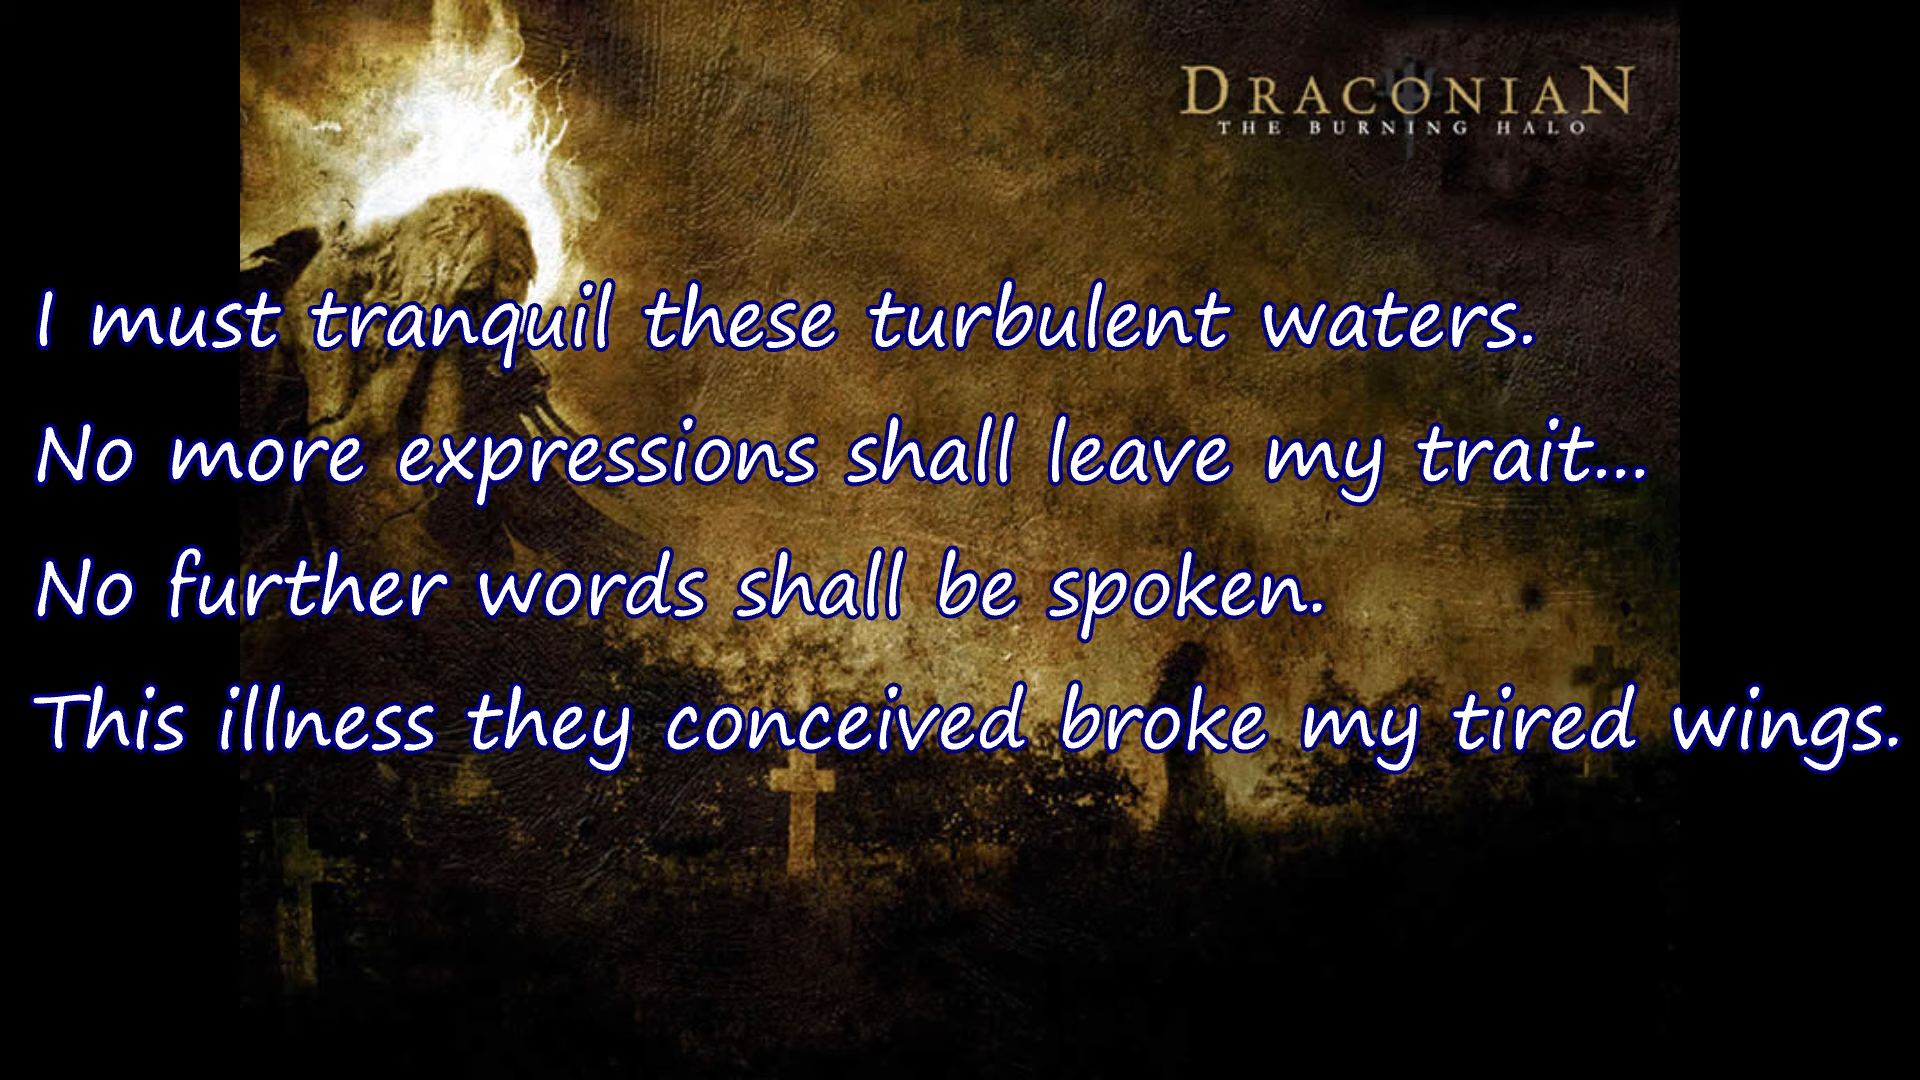 DRACONIAN
THE BURNING HALO
I must tranquil these turbulent waters.
No more expressions shall leave my trait...
No further words shall be spoken.
This illness they conceived broke my tired wings.